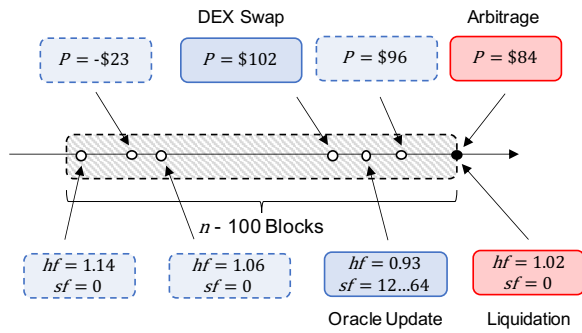 DEX Swap
Arbitrage
P = -$23
P = $102
P = $96
P = $84
n - 100 Blocks
hf = 1.14
sf = 0
hf = 1.06
sf = 0
hf = 0.93
sf = 12...64
hf = 1.02
sf = 0
Oracle Update
Liquidation